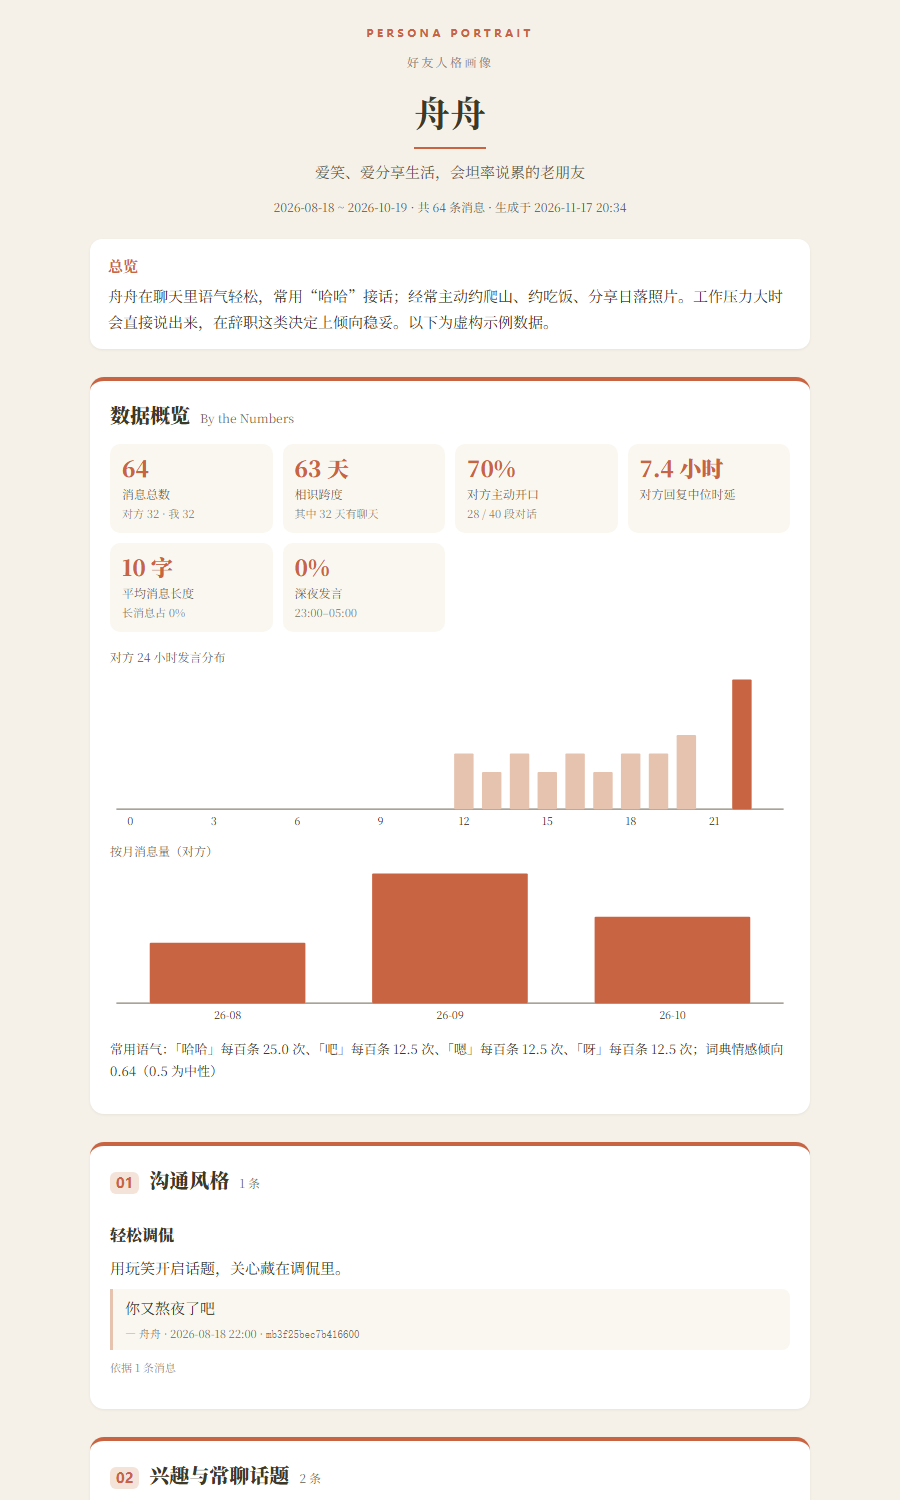 PERSONA PORTRAIT
好友人格画像
舟舟
爱笑、爱分享生活，会坦率说累的老朋友
2026-08-18 ~ 2026-10-19 · 共 64 条消息 · 生成于 2026-11-17 20:34
总览
舟舟在聊天里语气轻松，常用“哈哈”接话；经常主动约爬山、约吃饭、分享日落照片。工作压力大时
会直接说出来，在辞职这类决定上倾向稳妥。以下为虚构示例数据。
数据概览 By the Numbers
64
消息总数
对方 32 · 我 32
63 天
相识跨度
其中 32 天有聊天
70%
对方主动开口
28 / 40 段对话
7.4 小时
对方回复中位时延
10 字
平均消息长度
长消息占 0%
0%
深夜发言
23:00–05:00
对方 24 小时发言分布
0 3 6 9 12 15 18 21
按月消息量（对方）
26-08 26-09 26-10
常用语气：「哈哈」每百条 25.0 次、「吧」每百条 12.5 次、「嗯」每百条 12.5 次、「呀」每百条 12.5 次；词典情感倾向
0.64（0.5 为中性）
01 沟通风格 1 条
轻松调侃
用玩笑开启话题，关心藏在调侃里。
你又熬夜了吧
— 舟舟 · 2026-08-18 22:00 · mb3f25bec7b416600
依据 1 条消息
02 兴趣与常聊话题 2 条